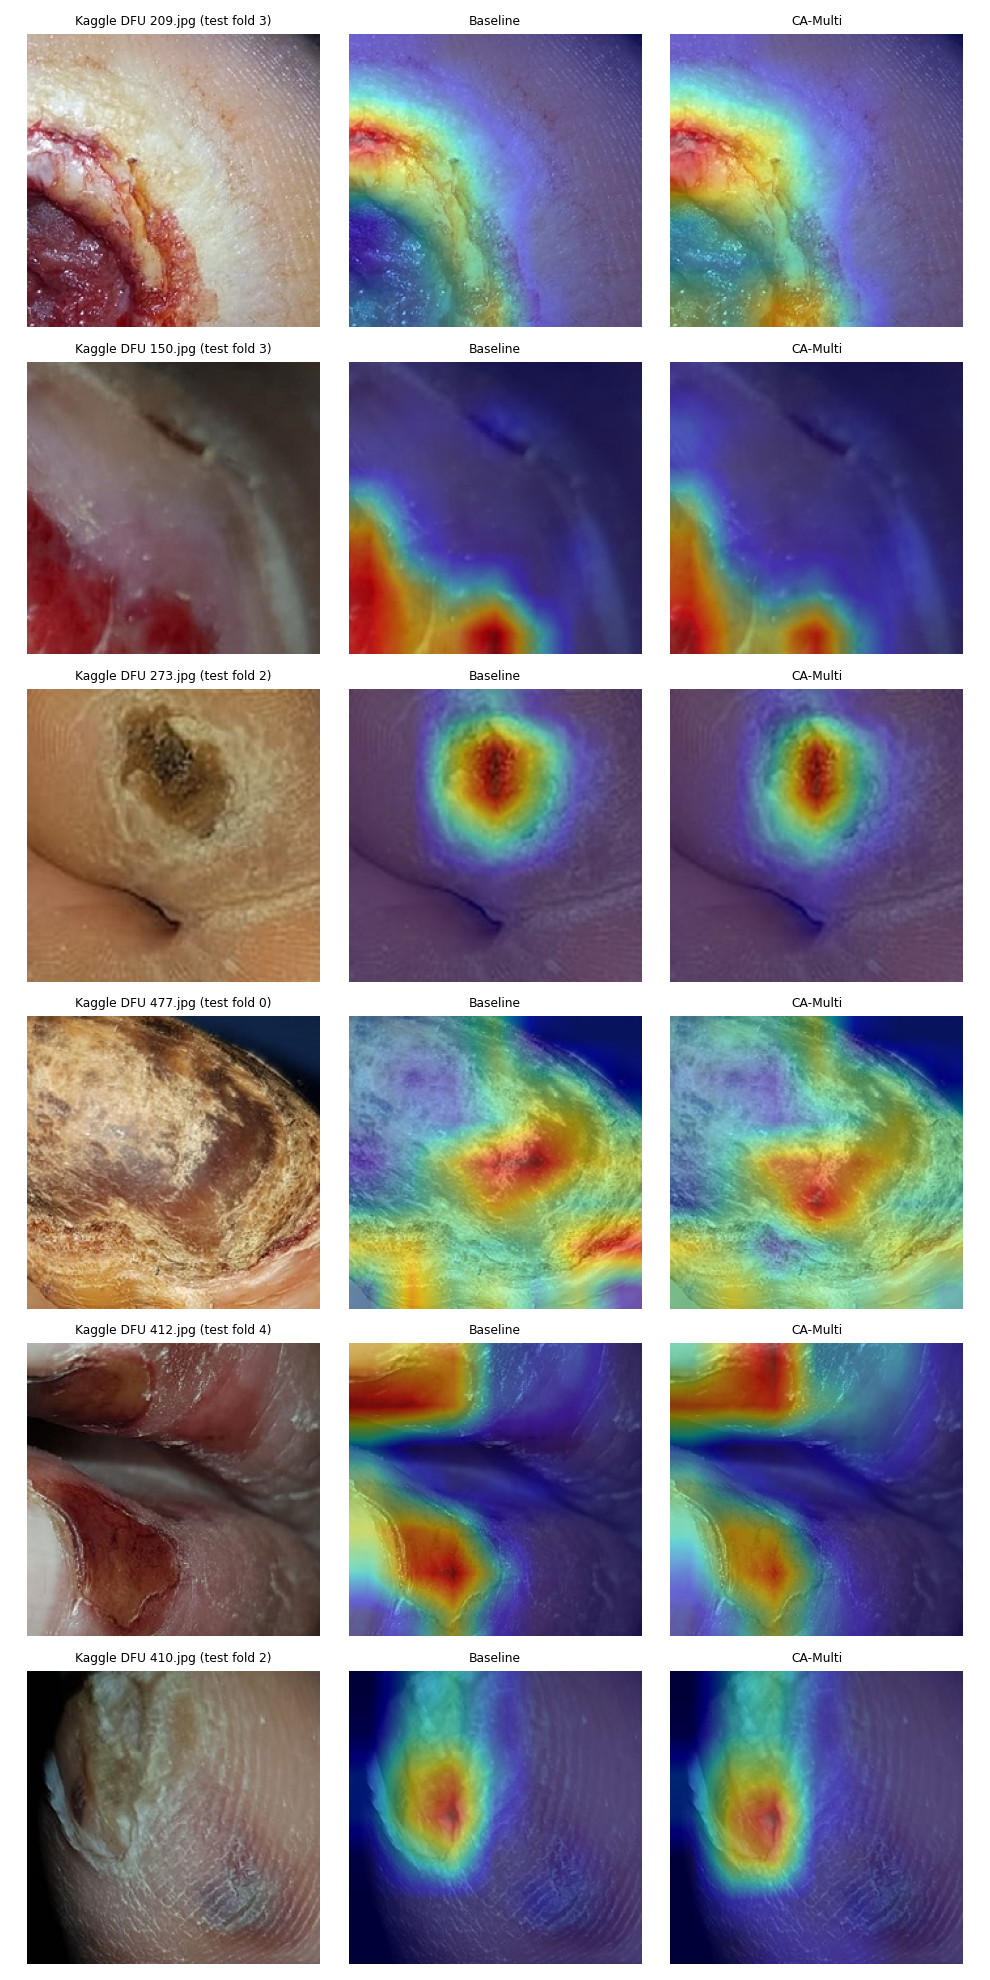 Kaggle DFU 209.jpg (test fold 3) Baseline CA-Multi
Kaggle DFU 150.jpg (test fold 3) Baseline CA-Multi
Kaggle DFU 273.jpg (test fold 2) Baseline CA-Multi
Kaggle DFU 477.jpg (test fold 0) Baseline CA-Multi
Kaggle DFU 412.jpg (test fold 4) Baseline CA-Multi
Kaggle DFU 410.jpg (test fold 2) Baseline CA-Multi